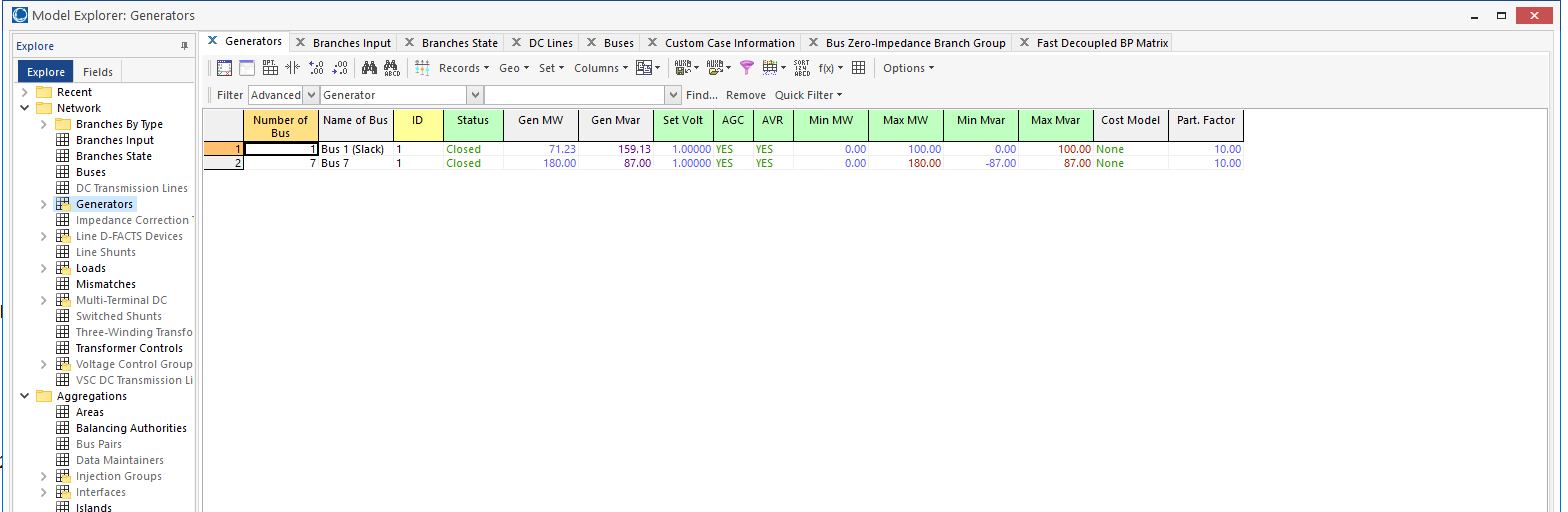 Model Explorer: Generators
Explore
Explore Fields
Recent
Network
Branches By Type
Branches Input
Branches State
Buses
DC Transmission Lines
Generators
Impedance Correction
Line D-FACTS Devices
Line Shunts
Loads
Mismatches
Multi-Terminal DC
Switched Shunts
Three-Winding Transfo
Transformer Controls
Voltage Control Group
VSC DC Transmission Li
Aggregations
Areas
Balancing Authorities
Bus Pairs
Data Maintainers
Injection Groups
Interfaces
Islands
Generators Branches Input Branches State DC Lines Buses Custom Case Information Bus Zero-Impedance Branch Group Fast Decoupled BP Matrix
Records Geo Set Columns f(x) Options
Filter Advanced Generator Find... Remove Quick Filter
Number of Bus Name of Bus ID Status Gen MW Gen Mvar Set Volt AGC AVR Min MW Max MW Min Mvar Max Mvar Cost Model Part. Factor
1 1 Bus 1 (Slack) 1 Closed 71.23 159.13 1.00000 YES YES 0.00 100.00 0.00 100.00 None 10.00
2 7 Bus 7 1 Closed 180.00 87.00 1.00000 YES YES 0.00 180.00 -87.00 87.00 None 10.00